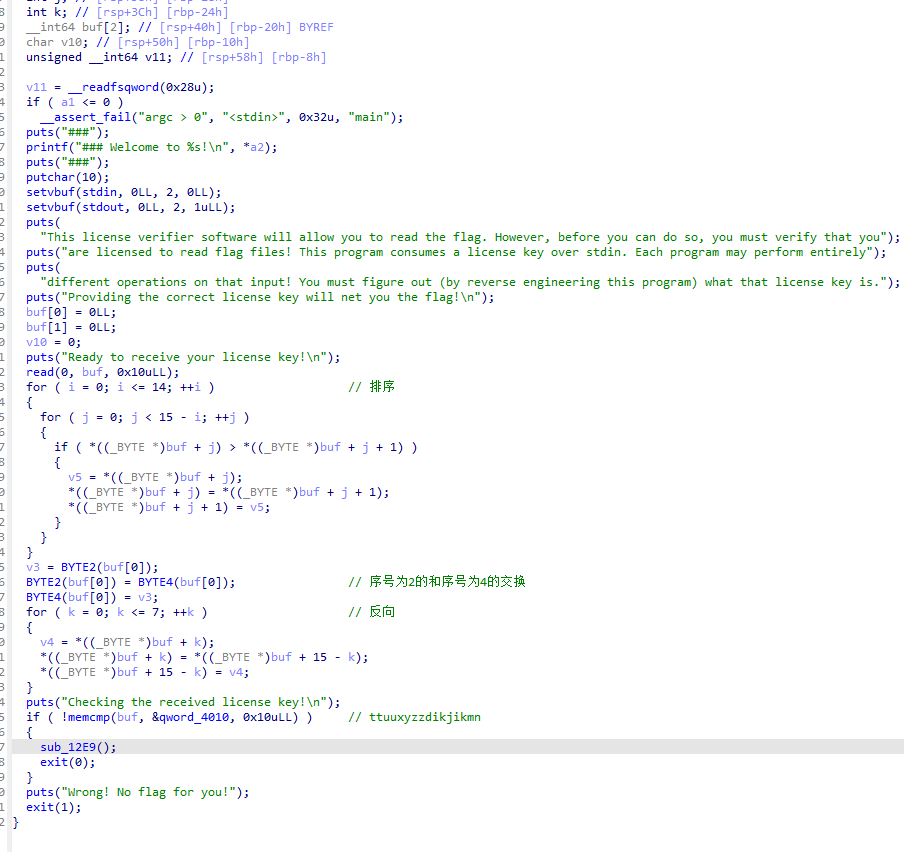 int k; // [rsp+3Ch] [rbp-24h]
__int64 buf[2]; // [rsp+40h] [rbp-20h] BYREF
char v10; // [rsp+50h] [rbp-10h]
unsigned __int64 v11; // [rsp+58h] [rbp-8h]
v11 = __readfsqword(0x28u);
if ( a1 <= 0 )
__assert_fail("argc > 0", "<stdin>", 0x32u, "main");
puts("###");
printf("### Welcome to %s!\n", *a2);
puts("###");
putchar(10);
setvbuf(stdin, 0LL, 2, 0LL);
setvbuf(stdout, 0LL, 2, 1uLL);
puts(
"This license verifier software will allow you to read the flag. However, before you can do so, you must verify that you");
puts("are licensed to read flag files! This program consumes a license key over stdin. Each program may perform entirely");
puts(
"different operations on that input! You must figure out (by reverse engineering this program) what that license key is.");
puts("Providing the correct license key will net you the flag!\n");
buf[0] = 0LL;
buf[1] = 0LL;
v10 = 0;
puts("Ready to receive your license key!\n");
read(0, buf, 0x10uLL);
for ( i = 0; i <= 14; ++i ) // 排序
{
for ( j = 0; j < 15 - i; ++j )
{
if ( *((_BYTE *)buf + j) > *((_BYTE *)buf + j + 1) )
{
v5 = *((_BYTE *)buf + j);
*((_BYTE *)buf + j) = *((_BYTE *)buf + j + 1);
*((_BYTE *)buf + j + 1) = v5;
}
}
}
v3 = BYTE2(buf[0]);
BYTE2(buf[0]) = BYTE4(buf[0]); // 序号为2的和序号为4的交换
BYTE4(buf[0]) = v3;
for ( k = 0; k <= 7; ++k ) // 反向
{
v4 = *((_BYTE *)buf + k);
*((_BYTE *)buf + k) = *((_BYTE *)buf + 15 - k);
*((_BYTE *)buf + 15 - k) = v4;
}
puts("Checking the received license key!\n");
if ( !memcmp(buf, &qword_4010, 0x10uLL) ) // ttuuxyzzdikjikmn
{
sub_12E9();
exit(0);
}
puts("Wrong! No flag for you!");
exit(1);
}